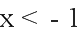 x < - 1